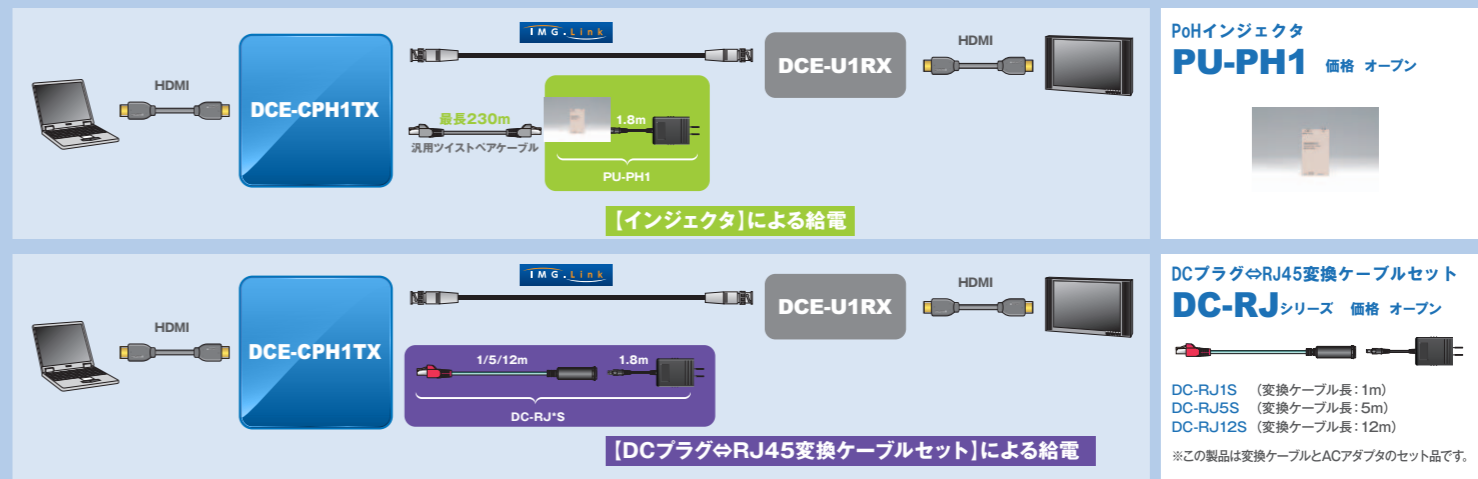 IMG.Link
HDMI
DCE-CPH1TX
DCE-U1RX
HDMI
最長230m
汎用ツイストペアケーブル
1.8m
PU-PH1
【インジェクタ】による給電
PoHインジェクタ
PU-PH1 価格 オープン
IMG.Link
HDMI
DCE-CPH1TX
DCE-U1RX
HDMI
1/5/12m
1.8m
DC-RJ*S
【DCプラグ⇔RJ45変換ケーブルセット】による給電
DCプラグ⇔RJ45変換ケーブルセット
DC-RJシリーズ 価格 オープン
DC-RJ1S (変換ケーブル長:1m)
DC-RJ5S (変換ケーブル長:5m)
DC-RJ12S (変換ケーブル長:12m)
※この製品は変換ケーブルとACアダプタのセット品です。